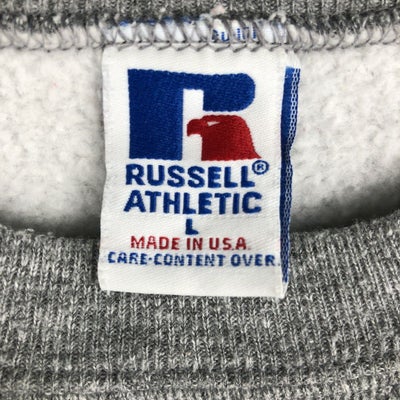 RUSSELL®
ATHLETIC
L
MADE IN U.S.A.
CARE-CONTENT OVER